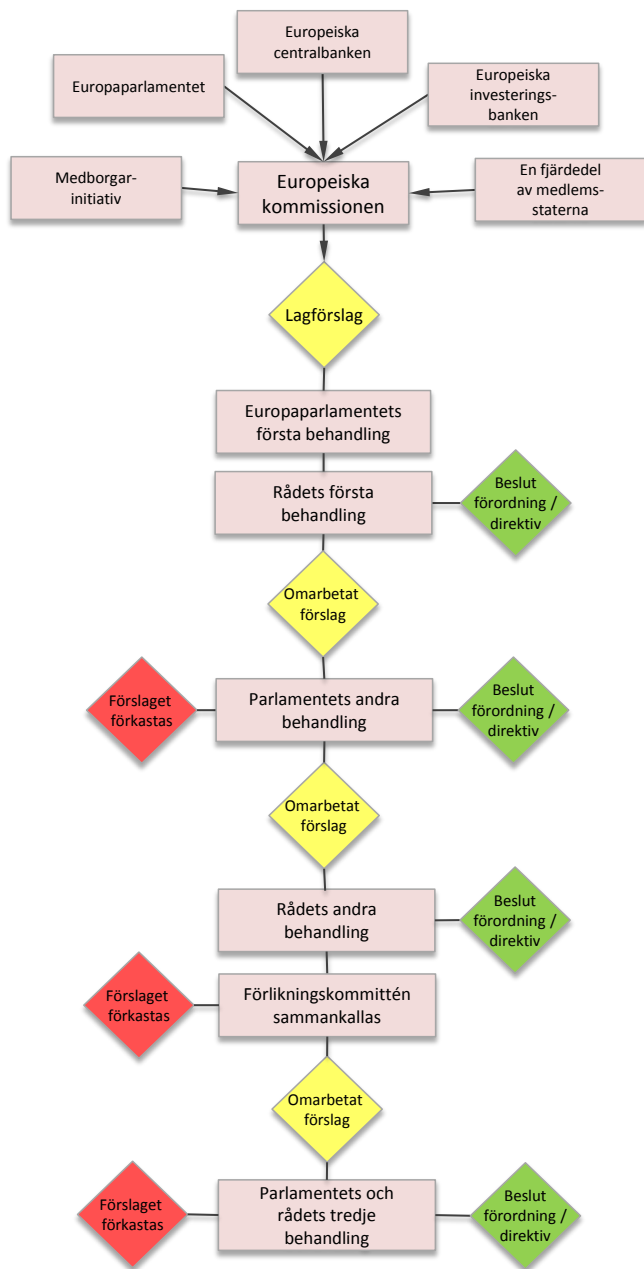 Europeiska
centralbanken
Europaparlamentet
Europeiska
investerings-
banken
Medborgar-
initiativ
Europeiska
kommissionen
En fjärdedel
av medlems-
staterna
Lagförslag
Europaparlamentets
första behandling
Rådets första
behandling
Beslut
förordning /
direktiv
Omarbetat
förslag
Förslaget
förkastas
Parlamentets andra
behandling
Beslut
förordning /
direktiv
Omarbetat
förslag
Rådets andra
behandling
Beslut
förordning /
direktiv
Förslaget
förkastas
Förlikningskommittén
sammankallas
Omarbetat
förslag
Förslaget
förkastas
Parlamentets och
rådets tredje
behandling
Beslut
förordning /
direktiv